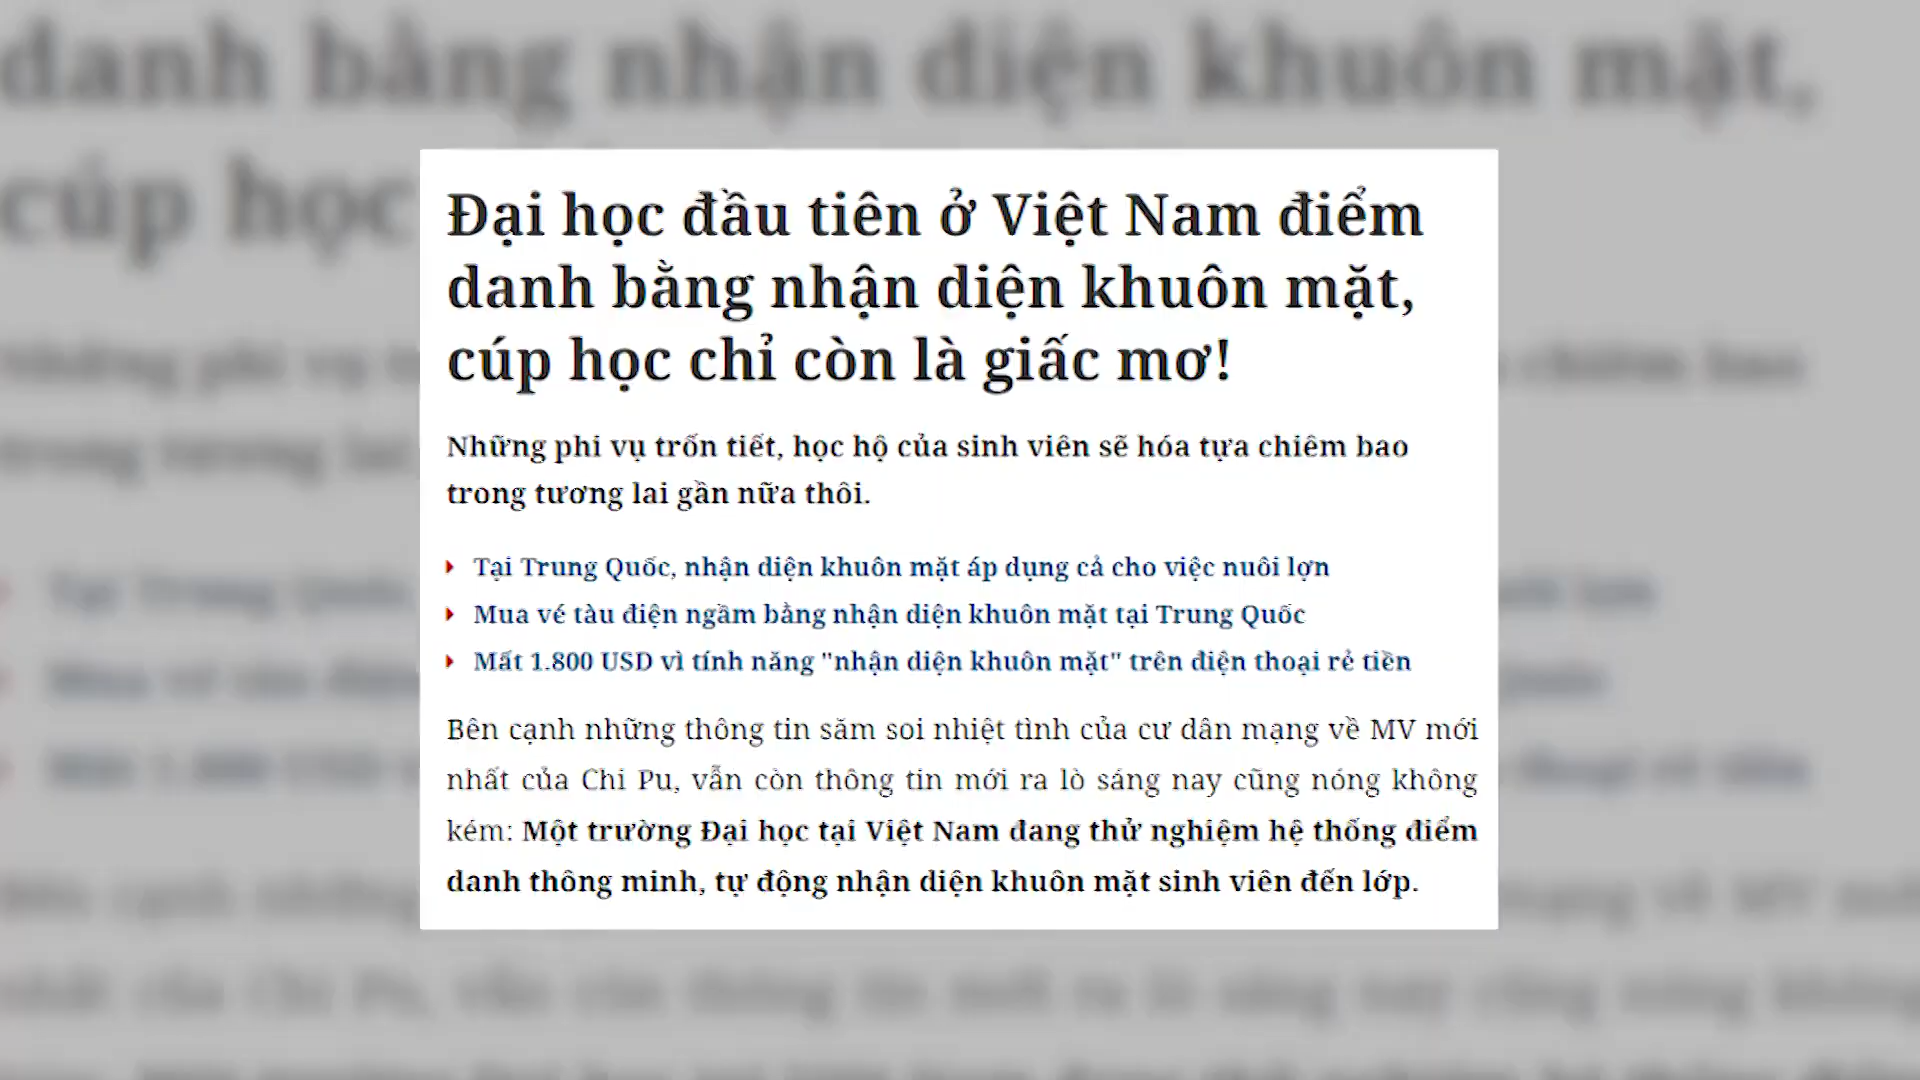 Đại học đầu tiên ở Việt Nam điểm
danh bằng nhận diện khuôn mặt,
cúp học chỉ còn là giấc mơ!
Những phi vụ trốn tiết, học hộ của sinh viên sẽ hóa tựa chiêm bao
trong tương lai gần nữa thôi.
Tại Trung Quốc, nhận diện khuôn mặt áp dụng cả cho việc nuôi lợn
Mua vé tàu điện ngầm bằng nhận diện khuôn mặt tại Trung Quốc
Mất 1.800 USD vì tính năng "nhận diện khuôn mặt" trên điện thoại rẻ tiền
Bên cạnh những thông tin săm soi nhiệt tình của cư dân mạng về MV mới
nhất của Chi Pu, vẫn còn thông tin mới ra lò sáng nay cũng nóng không
kém: Một trường Đại học tại Việt Nam đang thử nghiệm hệ thống điểm
danh thông minh, tự động nhận diện khuôn mặt sinh viên đến lớp.